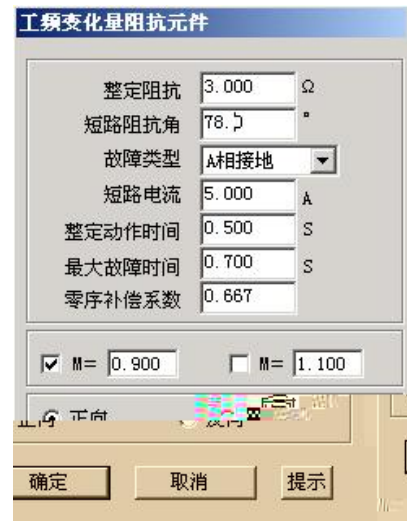 工频变化量阻抗元件
整定阻抗 3.000 Ω
短路阻抗角 78. °
故障类型 A相接地
短路电流 5.000 A
整定动作时间 0.500 S
最大故障时间 0.700 S
零序补偿系数 0.667
M= 0.900 M= 1.100
正向
确定 取消 提示